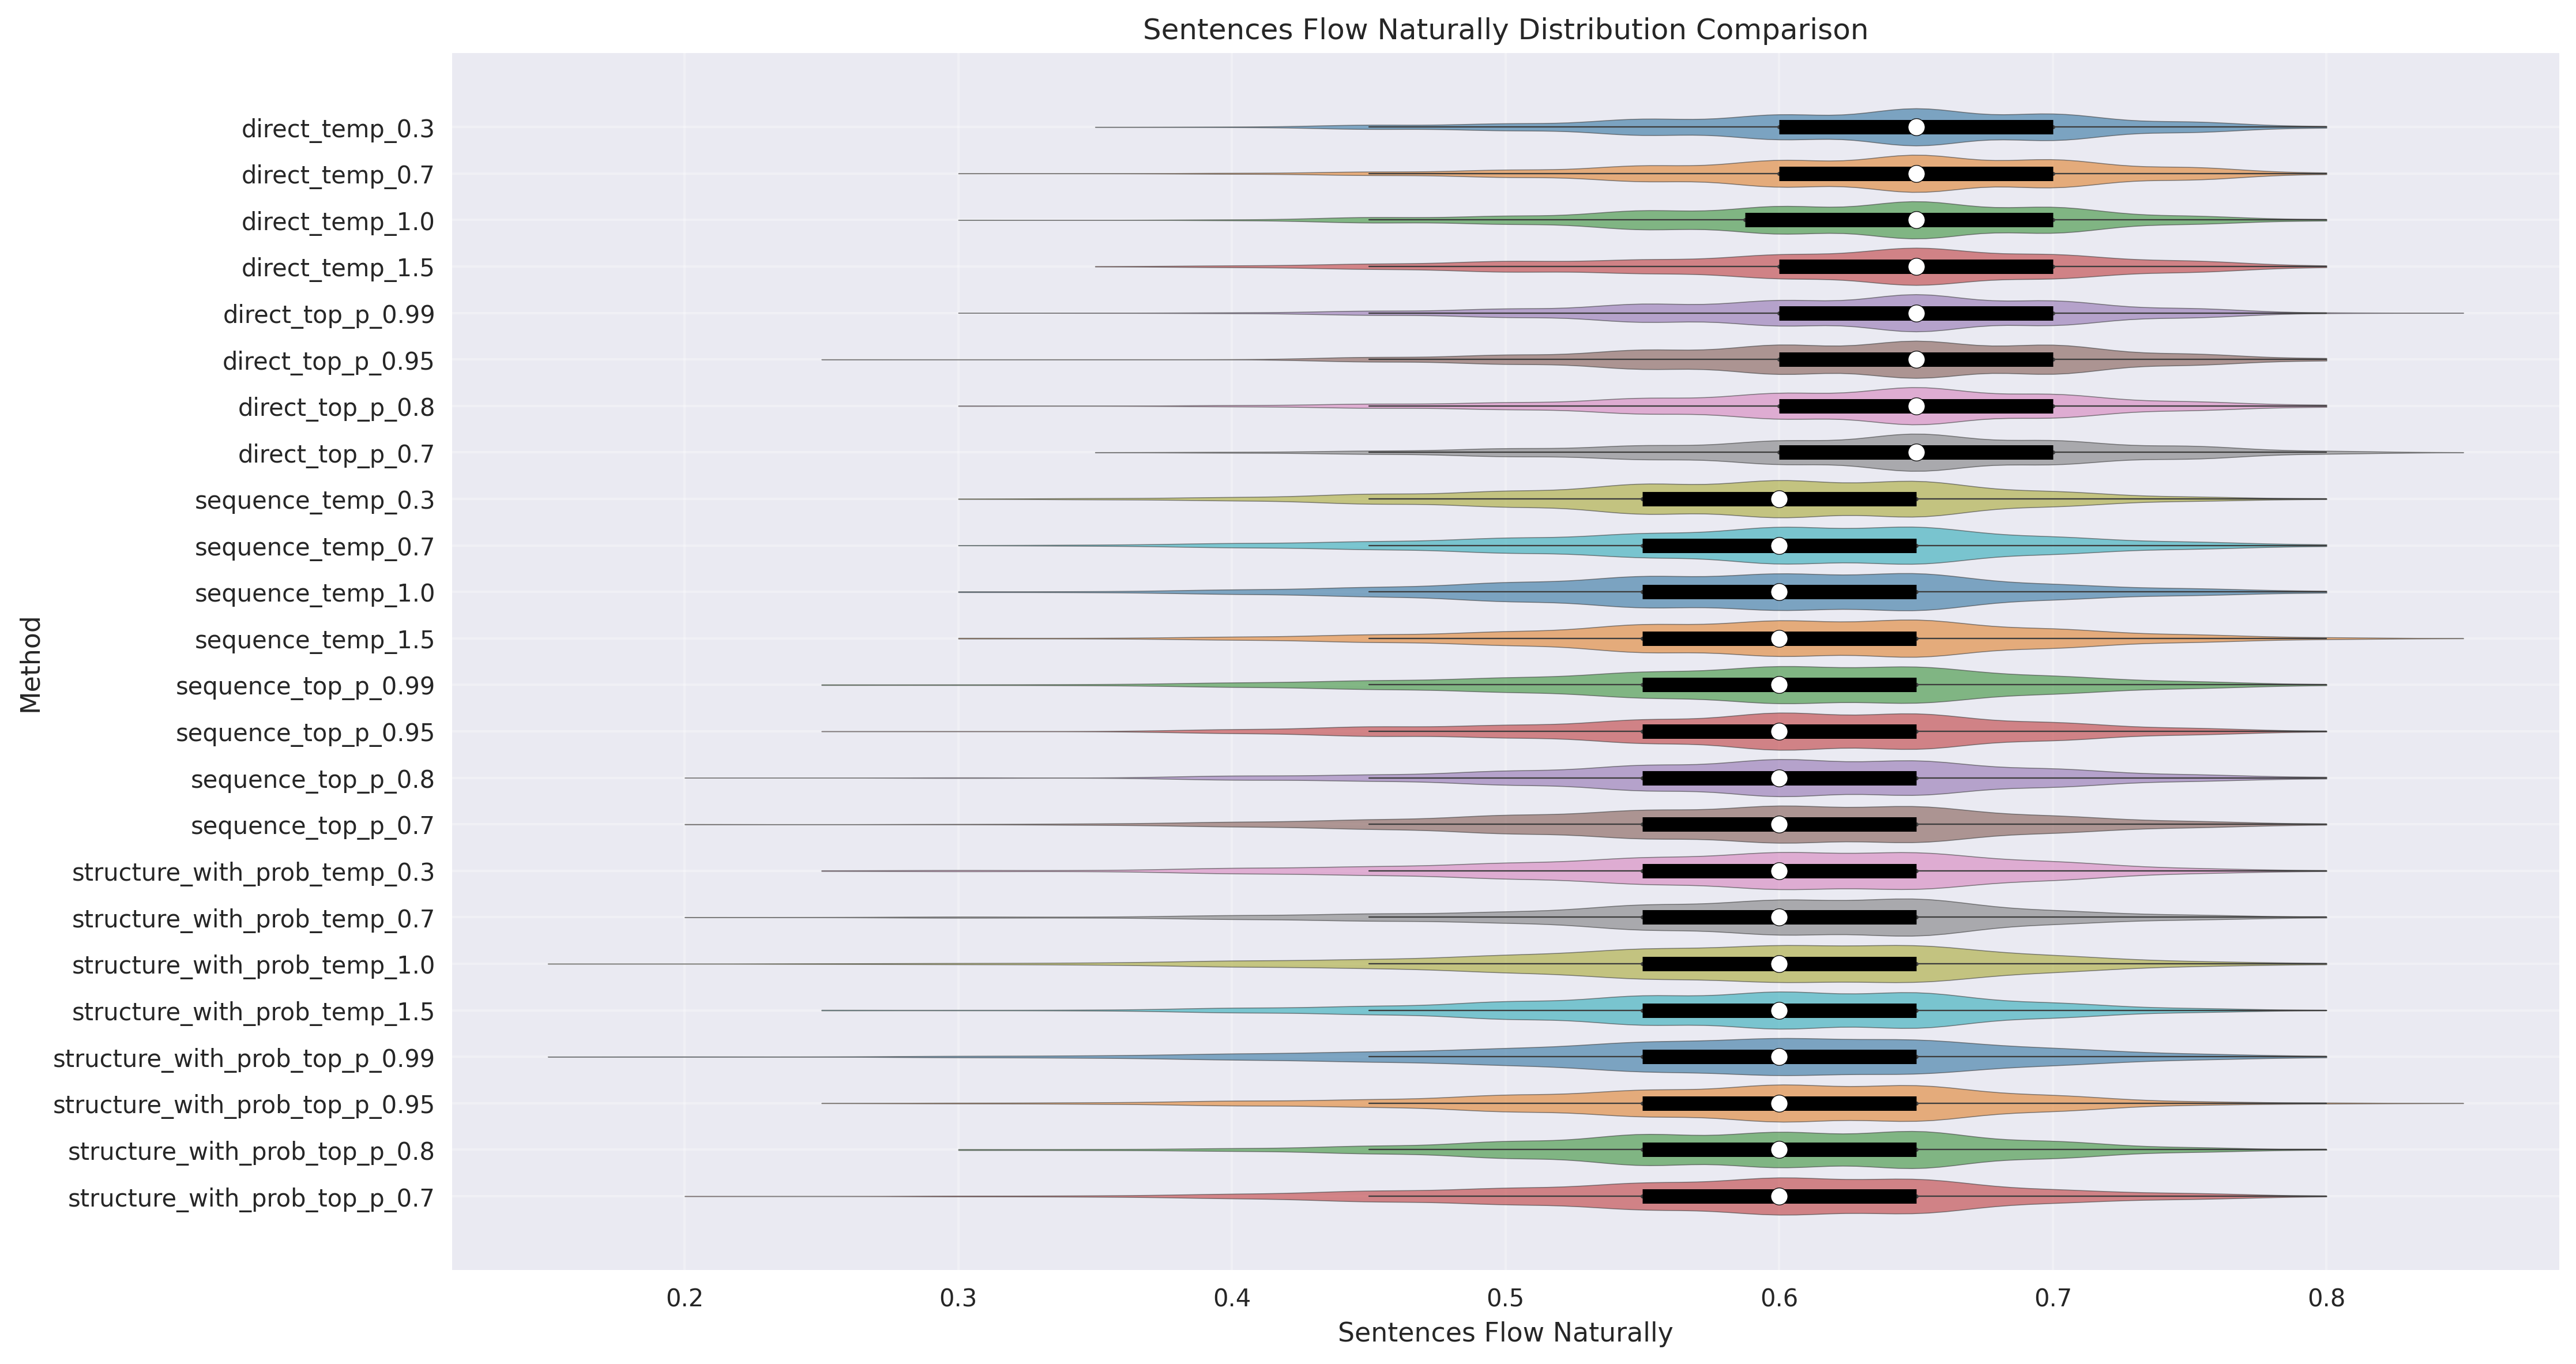 Sentences Flow Naturally Distribution Comparison
direct_temp_0.3
direct_temp_0.7
direct_temp_1.0
direct_temp_1.5
direct_top_p_0.99
direct_top_p_0.95
direct_top_p_0.8
direct_top_p_0.7
sequence_temp_0.3
sequence_temp_0.7
sequence_temp_1.0
sequence_temp_1.5
sequence_top_p_0.99
sequence_top_p_0.95
sequence_top_p_0.8
sequence_top_p_0.7
structure_with_prob_temp_0.3
structure_with_prob_temp_0.7
structure_with_prob_temp_1.0
structure_with_prob_temp_1.5
structure_with_prob_top_p_0.99
structure_with_prob_top_p_0.95
structure_with_prob_top_p_0.8
structure_with_prob_top_p_0.7
Method
0.2 0.3 0.4 0.5 0.6 0.7 0.8
Sentences Flow Naturally